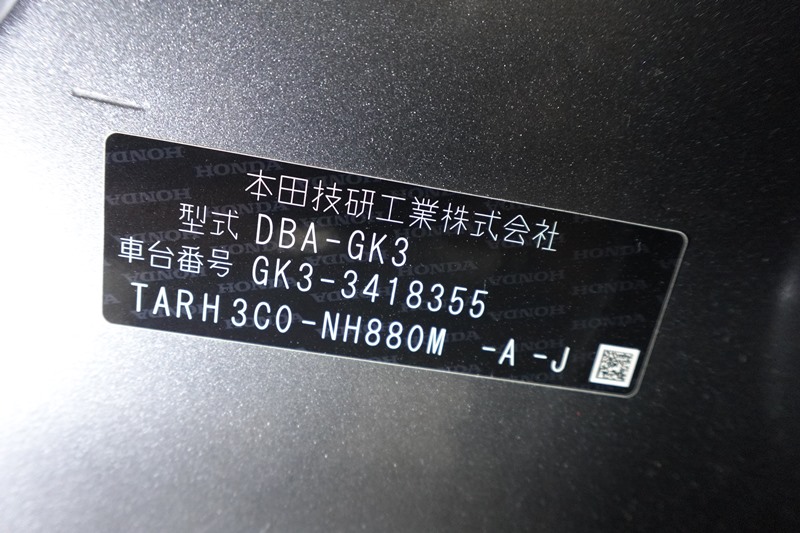 本田技研工業株式会社
型式 DBA-GK3
車台番号 GK3-3418355
TARH3C0-NH880M -A -J